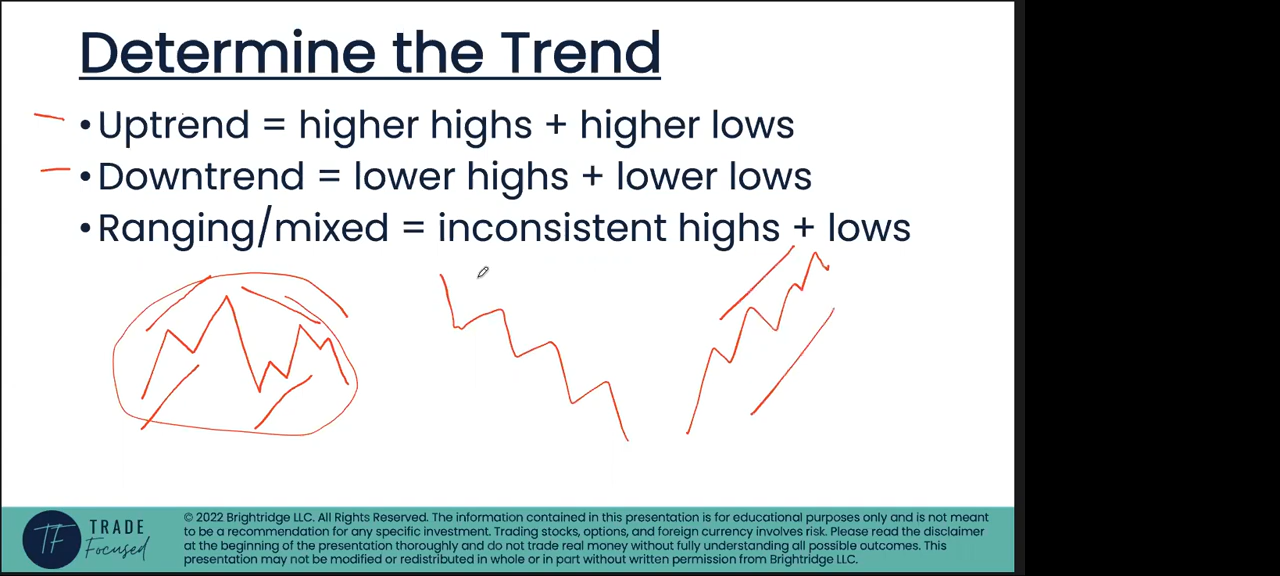 Determine the Trend
•Uptrend = higher highs + higher lows
•Downtrend = lower highs + lower lows
•Ranging/mixed = inconsistent highs + lows
TF
TRADE
Focused
© 2022 Brightridge LLC. All Rights Reserved. The information contained in this presentation is for educational purposes only and is not meant
to be a recommendation for any specific investment. Trading stocks, options, and foreign currency involves risk. Please read the disclaimer
at the beginning of the presentation thoroughly and do not trade real money without fully understanding all possible outcomes. This
presentation may not be modified or redistributed in whole or in part without written permission from Brightridge LLC.